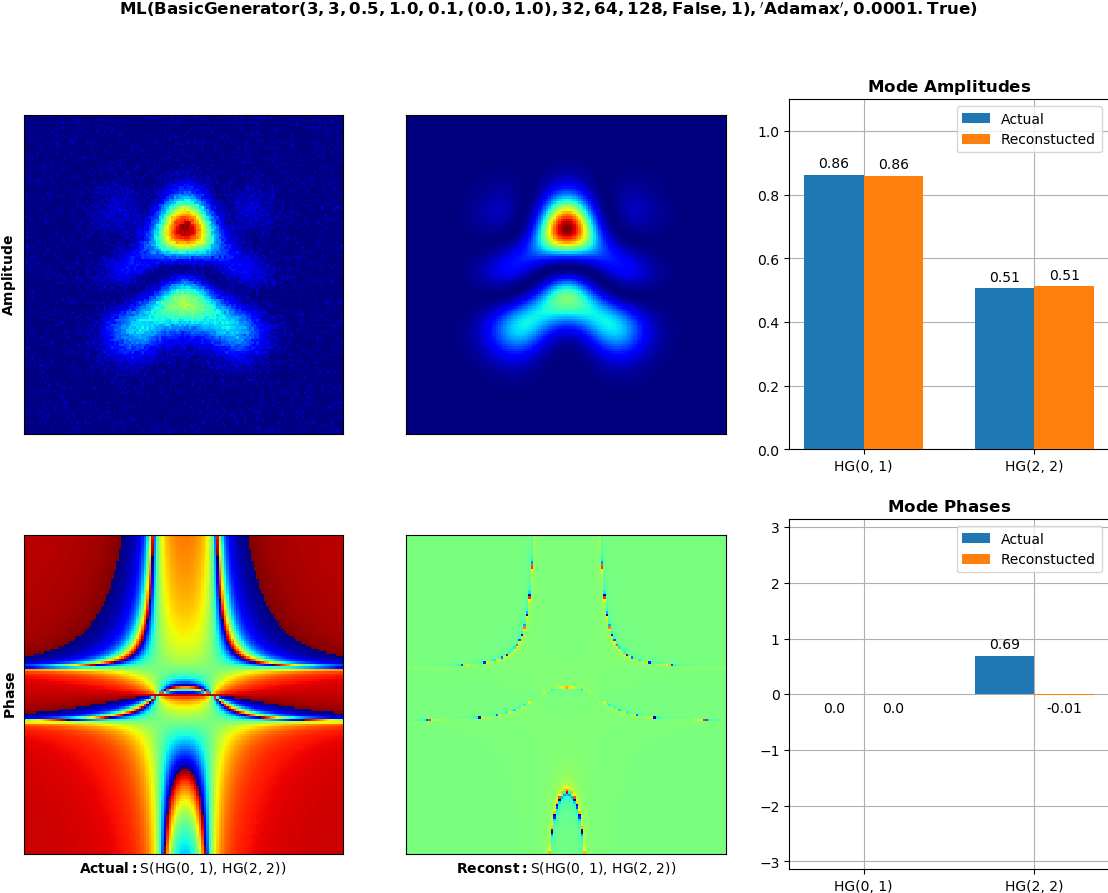 ML(BasicGenerator(3, 3, 0.5, 1.0, 0.1, (0.0, 1.0), 32, 64, 128, False, 1), 'Adamax', 0.0001. True)
Amplitude
Mode Amplitudes
Actual
Reconstucted
1.0
0.8
0.6
0.4
0.2
0.0
0.86
0.86
0.51
0.51
HG(0, 1)
HG(2, 2)
Phase
Actual: S(HG(0, 1), HG(2, 2))
Reconst: S(HG(0, 1), HG(2, 2))
Mode Phases
Actual
Reconstucted
3
2
1
0
−1
−2
−3
0.0
0.0
0.69
-0.01
HG(0, 1)
HG(2, 2)